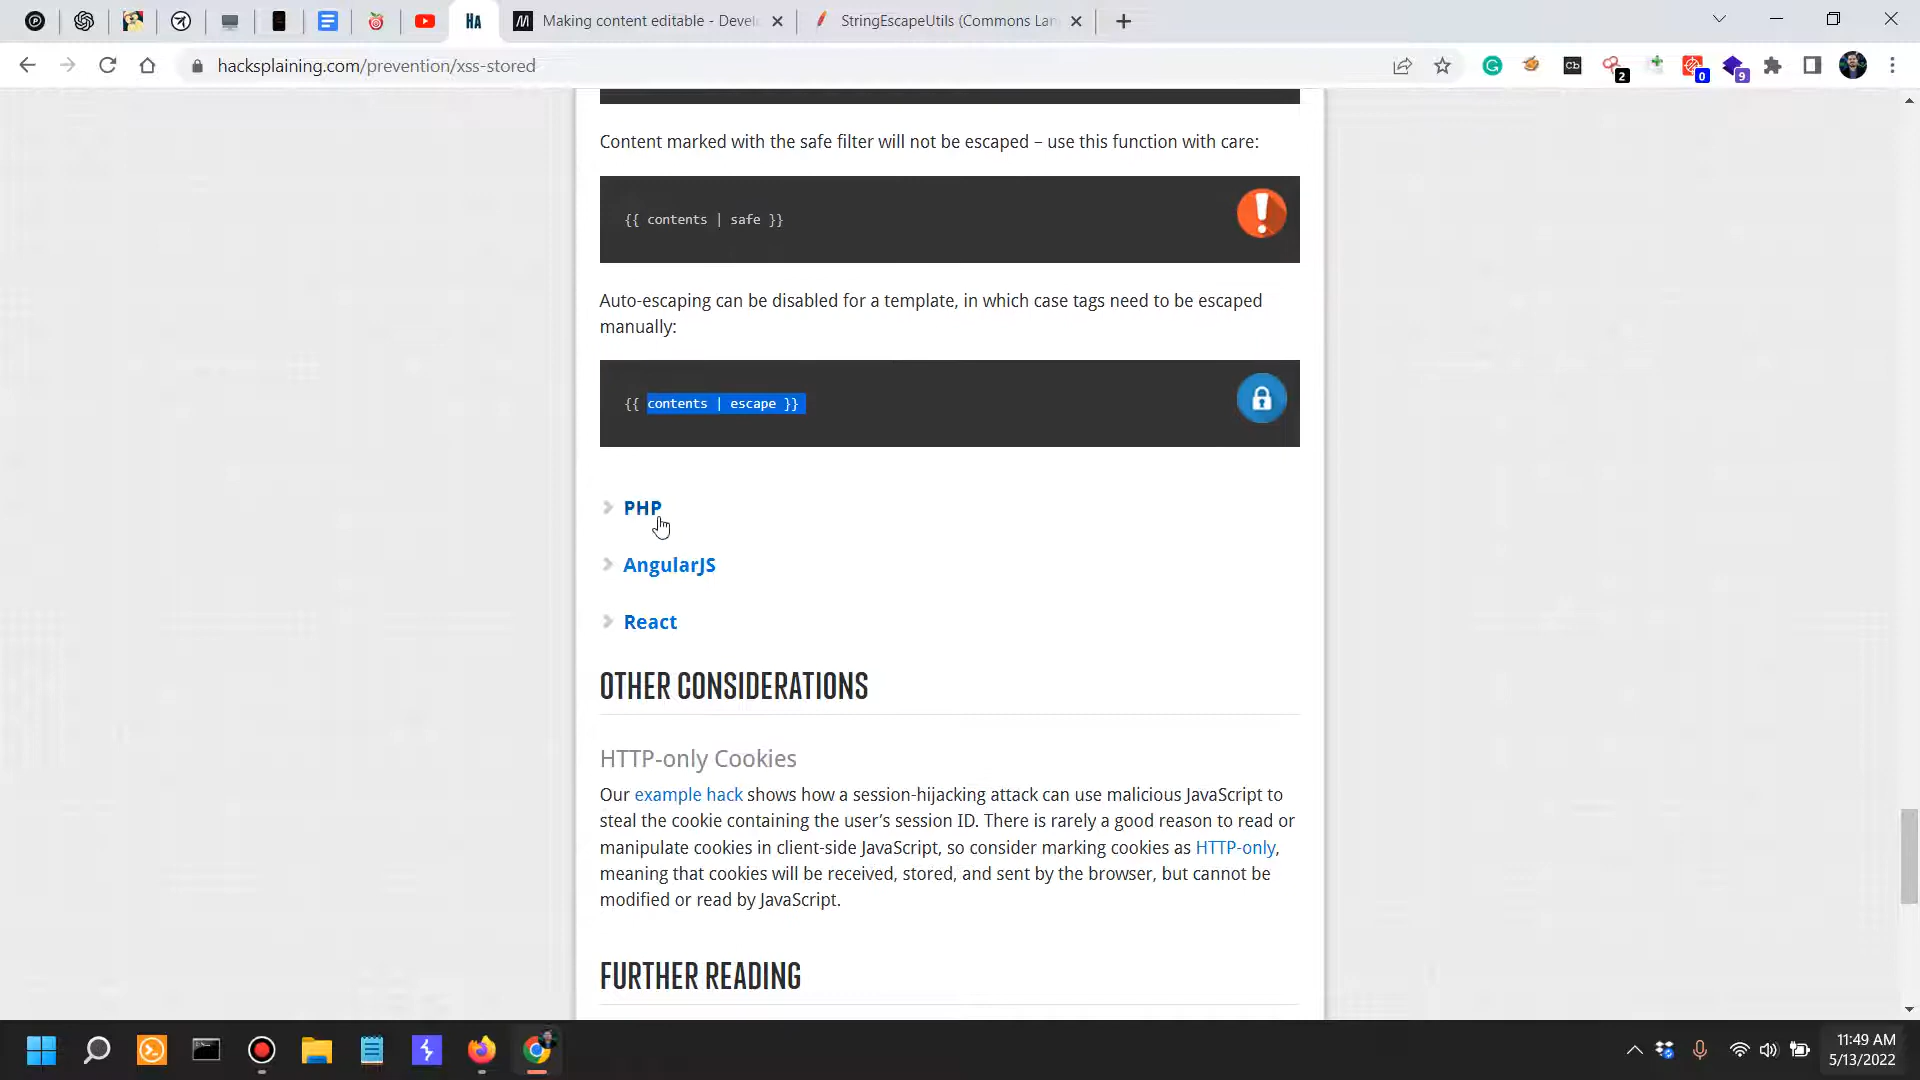 HA
Making content editable - Devel
StringEscapeUtils (Commons Lan
hacksplaining.com/prevention/xss-stored
Cb
2
0
9
Content marked with the safe filter will not be escaped – use this function with care:
{{ contents | safe }}
Auto-escaping can be disabled for a template, in which case tags need to be escaped
manually:
{{ contents | escape }}
PHP
AngularJS
React
OTHER CONSIDERATIONS
HTTP-only Cookies
Our example hack shows how a session-hijacking attack can use malicious JavaScript to
steal the cookie containing the user's session ID. There is rarely a good reason to read or
manipulate cookies in client-side JavaScript, so consider marking cookies as HTTP-only,
meaning that cookies will be received, stored, and sent by the browser, but cannot be
modified or read by JavaScript.
FURTHER READING
11:49 AM
5/13/2022